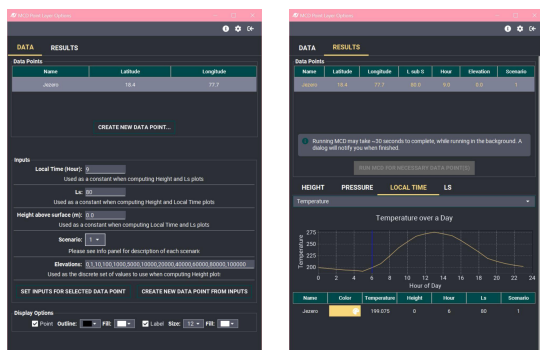 MCD Point Layer Options
DATA RESULTS
Data Points
Name Latitude Longitude
Jezero 18.4 77.7
CREATE NEW DATA POINT...
Inputs
Local Time (Hour): 9
Used as a constant when computing Height and Ls plots
Ls: 80
Used as a constant when computing Height and Local Time plots
Height above surface (m): 0.0
Used as a constant when computing Local Time and Ls plots
Scenario: 1
Please see info panel for description of each scenario
Elevations: 0,1,10,100,1000,5000,10000,20000,40000,60000,80000,100000
Used as the discrete set of values to use when computing Height plots
SET INPUTS FOR SELECTED DATA POINT CREATE NEW DATA POINT FROM INPUTS
Display Options
Point Outline: Fill: Label Size: 12 Fill:
MCD Point Layer Options
DATA RESULTS
Data Points
Name Latitude Longitude L sub S Hour Elevation Scenario
Jezero 18.4 77.7 80.0 9.0 0.0 1
Running MCD may take ~30 seconds to complete, while running in the background. A
dialog will notify you when finished.
RUN MCD FOR NECESSARY DATA POINT(S)
HEIGHT PRESSURE LOCAL TIME LS
Temperature
Temperature over a Day
Temperature
275
250
225
200
0 2 4 6 8 10 12 14 16 18 20 22 24
Hour of Day
Name Color Temperature Height Hour Ls Scenario
Jezero 199.075 0 6 80 1